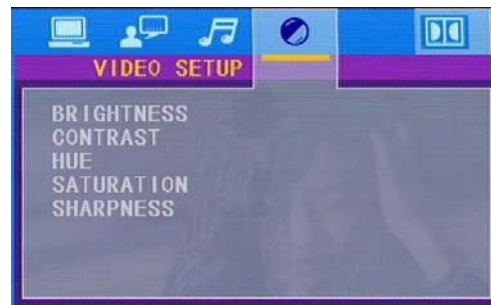 VIDEO SETUP
BRIGHTNESS
CONTRAST
HUE
SATURATION
SHARPNESS